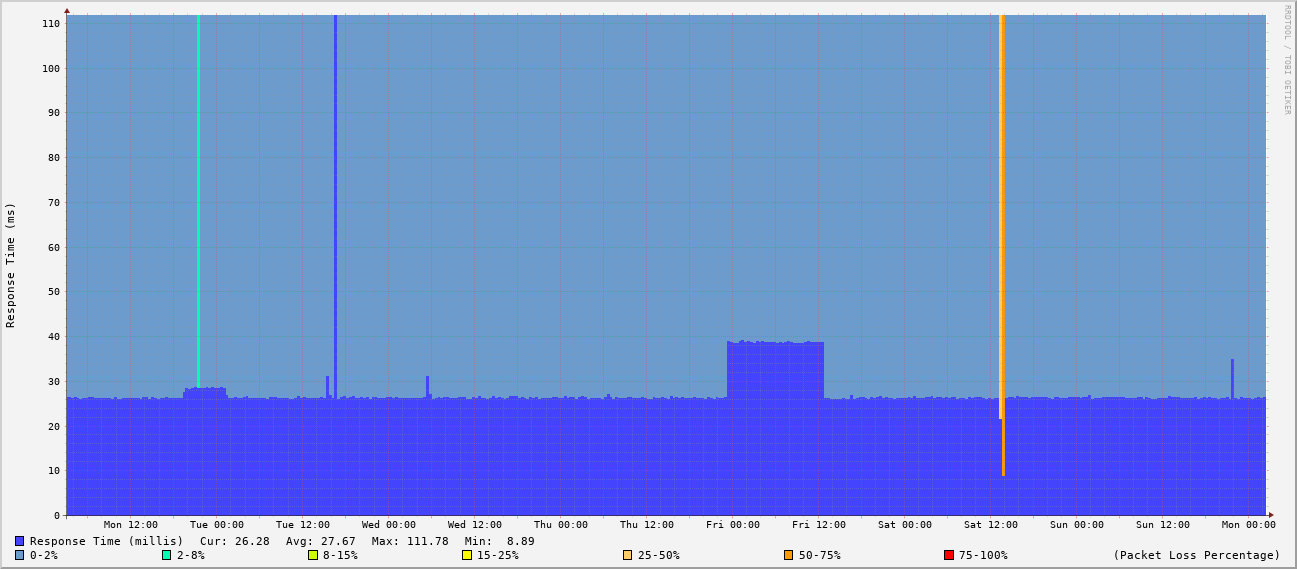 RRDTOOL / TOBI OETIKER
Response Time (ms)
110
100
90
80
70
60
50
40
30
20
10
0
Mon 12:00 Tue 00:00 Tue 12:00 Wed 00:00 Wed 12:00 Thu 00:00 Thu 12:00 Fri 00:00 Fri 12:00 Sat 00:00 Sat 12:00 Sun 00:00 Sun 12:00 Mon 00:00
Response Time (millis) Cur: 26.28 Avg: 27.67 Max: 111.78 Min: 8.89
0-2% 2-8% 8-15% 15-25% 25-50% 50-75% 75-100% (Packet Loss Percentage)